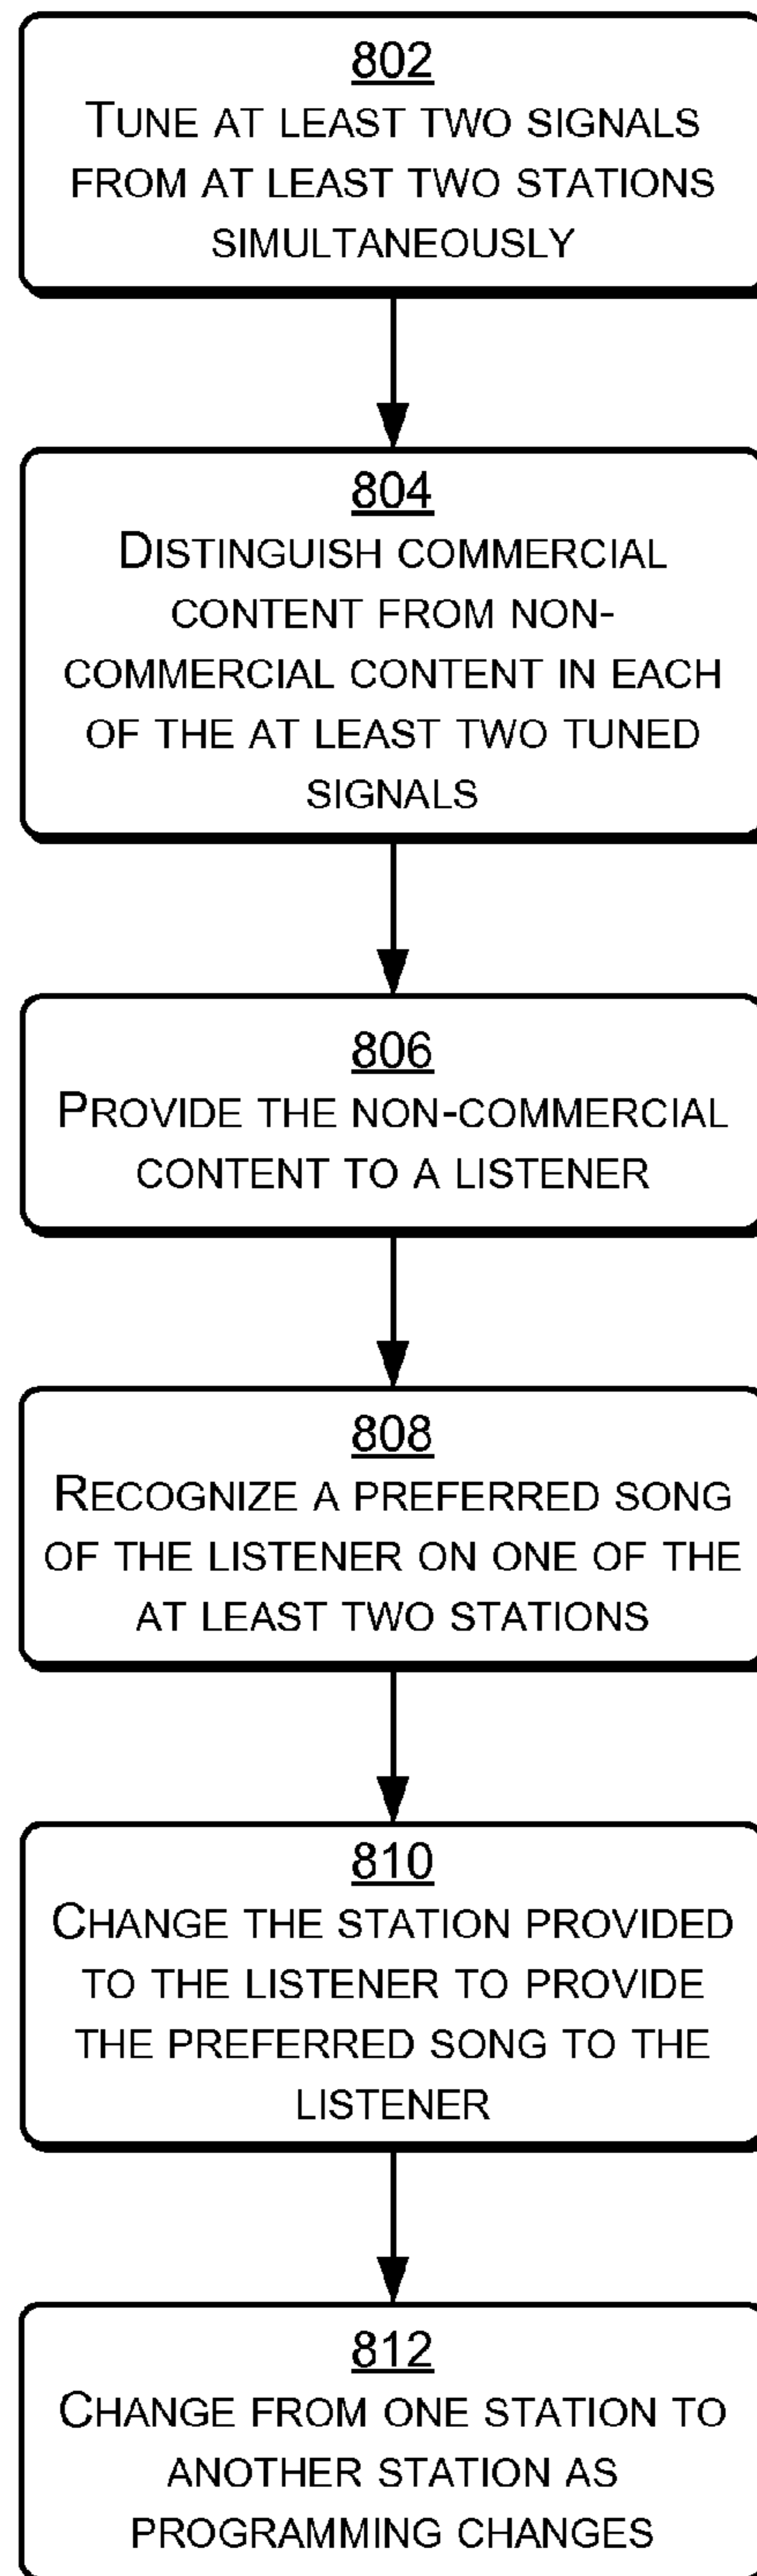 802
TUNE AT LEAST TWO SIGNALS
FROM AT LEAST TWO STATIONS
SIMULTANEOUSLY
804
DISTINGUISH COMMERCIAL
CONTENT FROM NON-
COMMERCIAL CONTENT IN EACH
OF THE AT LEAST TWO TUNED
SIGNALS
806
PROVIDE THE NON-COMMERCIAL
CONTENT TO A LISTENER
808
RECOGNIZE A PREFERRED SONG
OF THE LISTENER ON ONE OF THE
AT LEAST TWO STATIONS
810
CHANGE THE STATION PROVIDED
TO THE LISTENER TO PROVIDE
THE PREFERRED SONG TO THE
LISTENER
812
CHANGE FROM ONE STATION TO
ANOTHER STATION AS
PROGRAMMING CHANGES